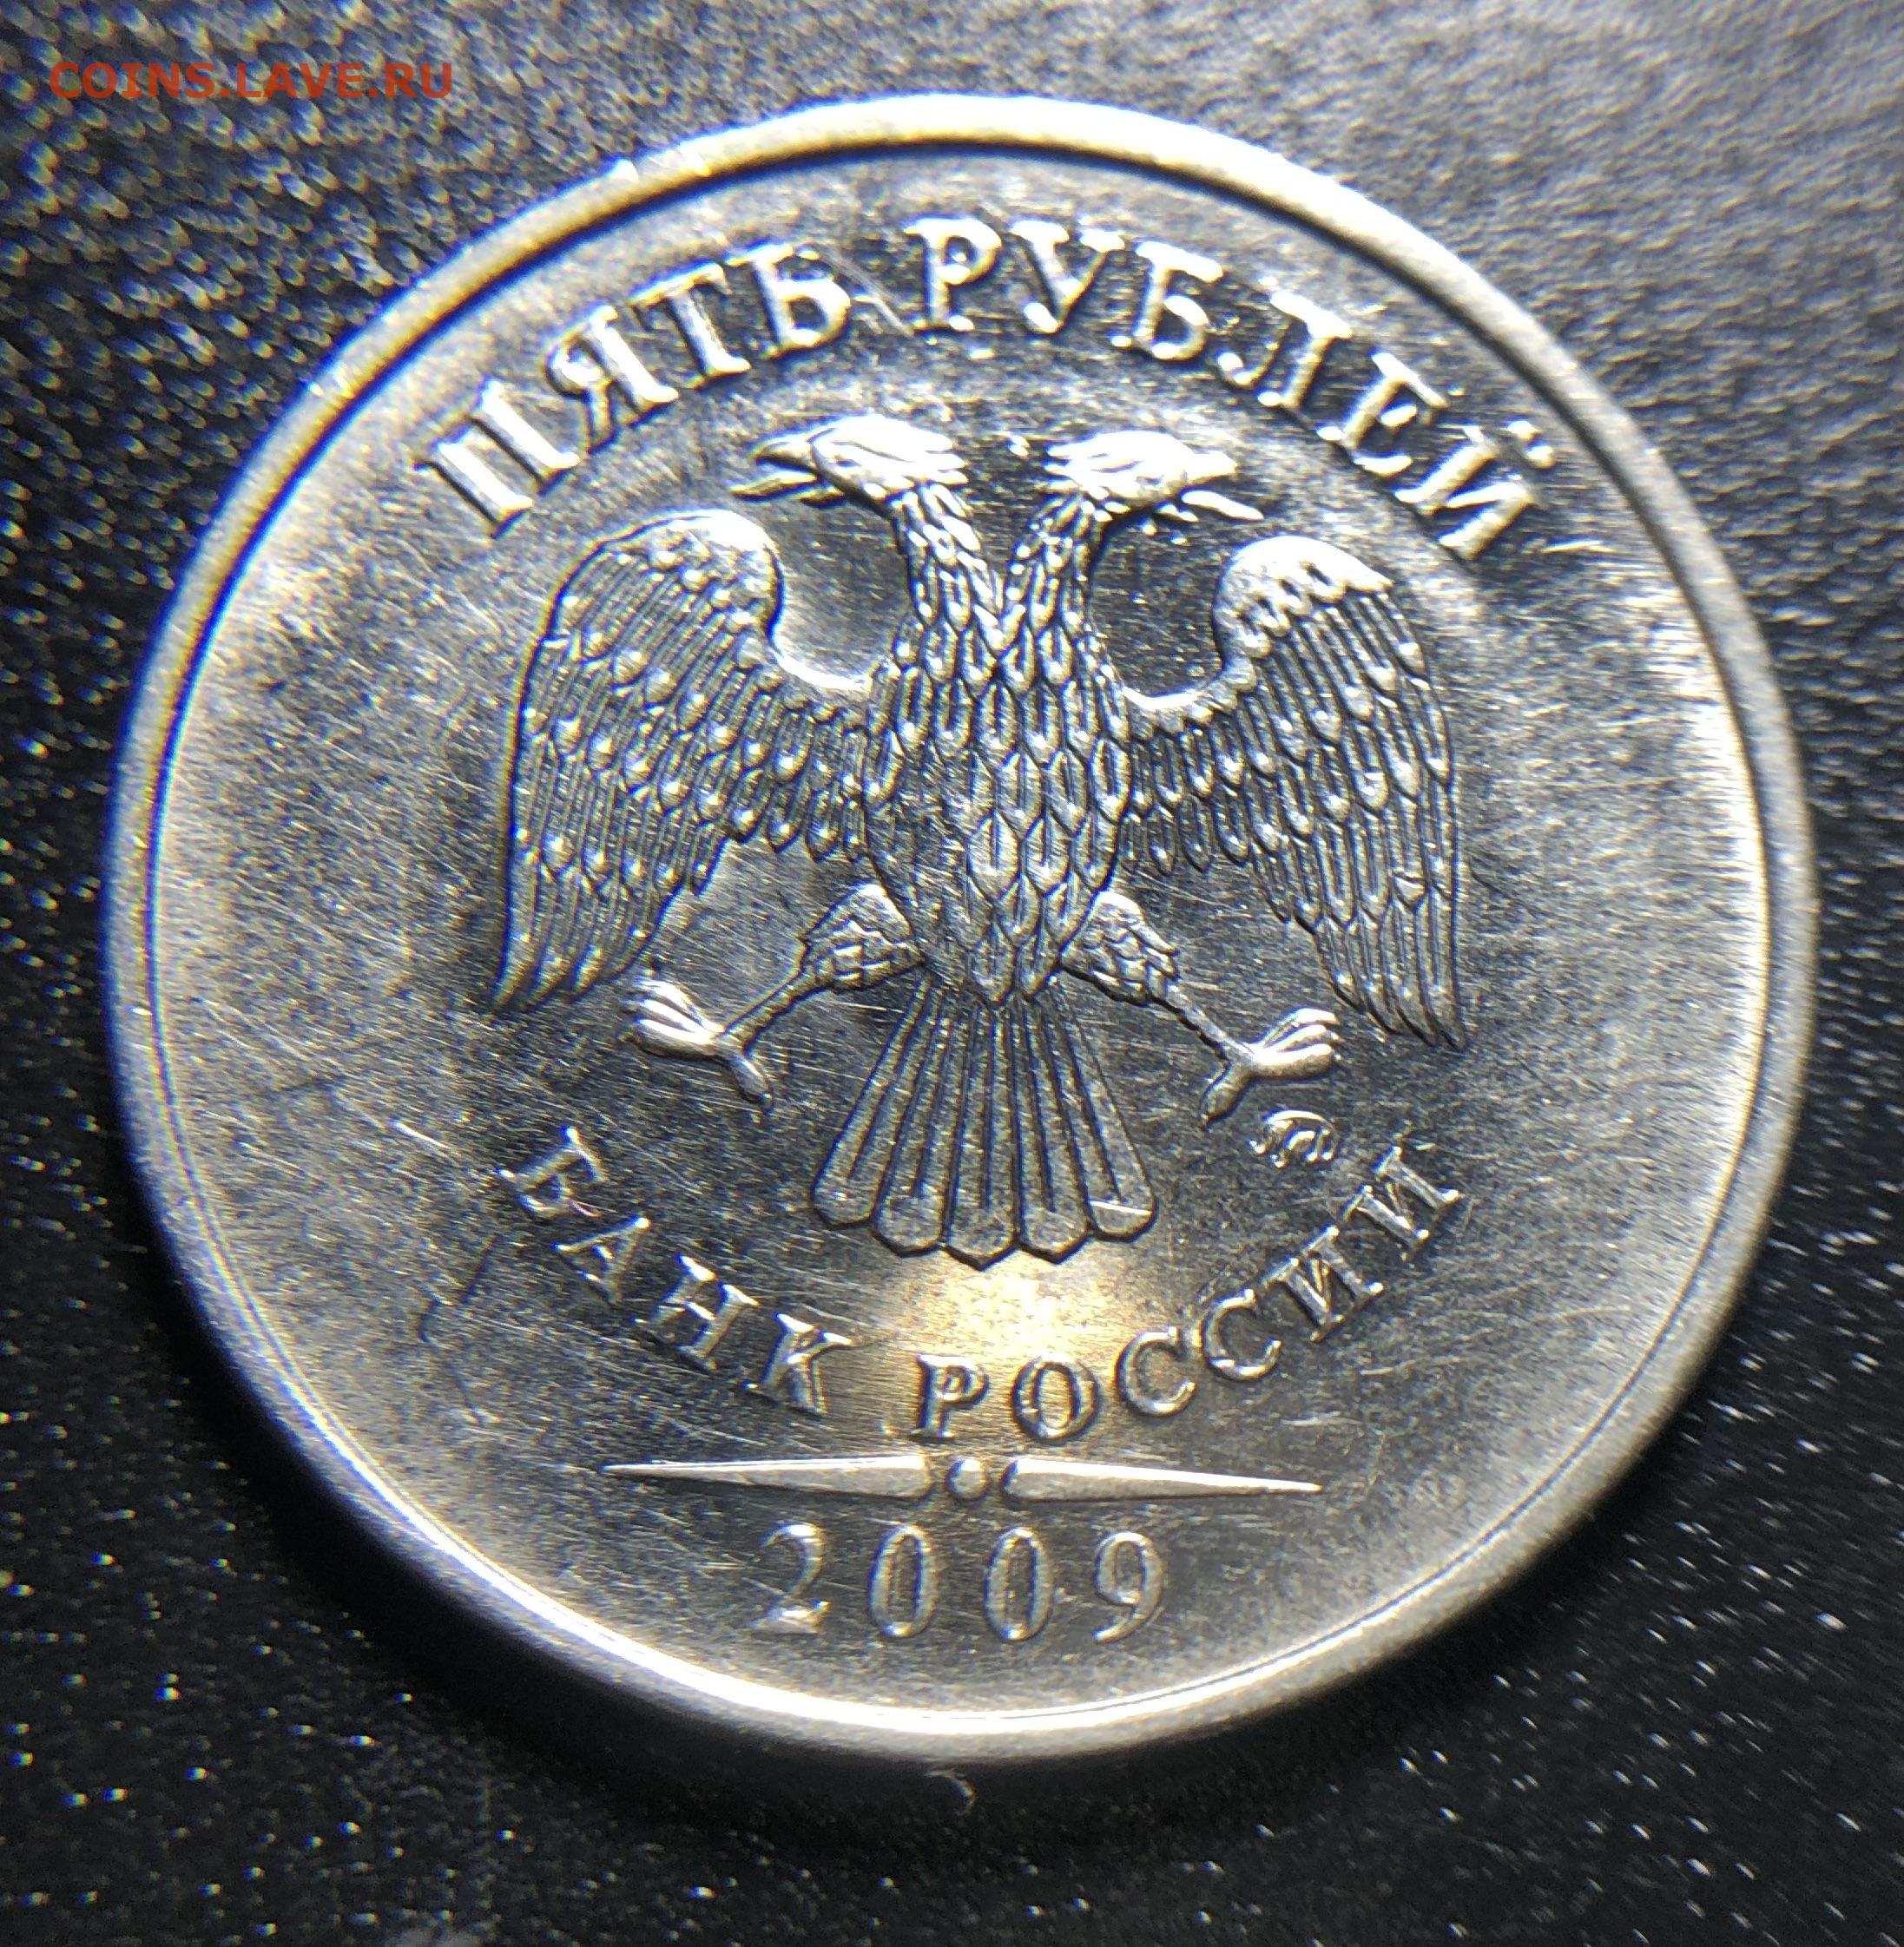 COINS.LAVE.RU
ПЯТЬ РУБЛЕЙ
БАНК РОССИИ
2009